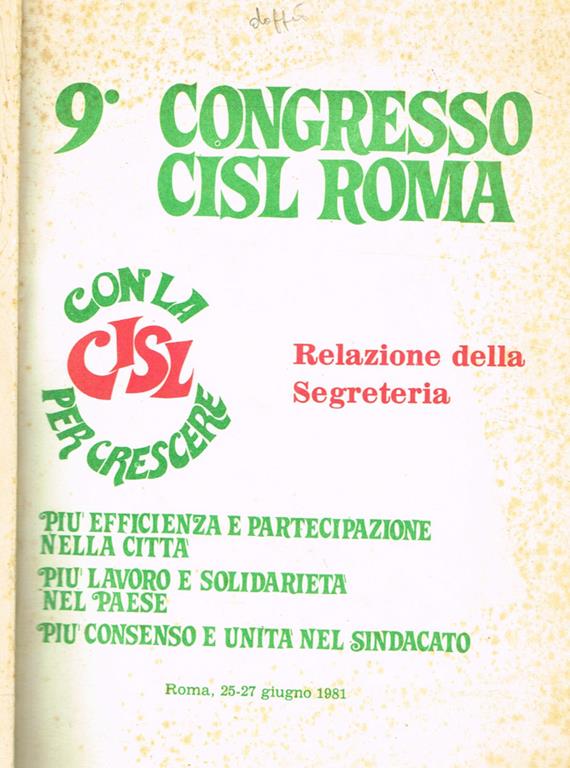 9° CONGRESSO
CISL ROMA
CON LA
CISL
PER CRESCERE
Relazione della
Segreteria
PIU' EFFICIENZA E PARTECIPAZIONE
NELLA CITTA'
PIU' LAVORO E SOLIDARIETA'
NEL PAESE
PIU' CONSENSO E UNITA' NEL SINDACATO
Roma, 25-27 giugno 1981